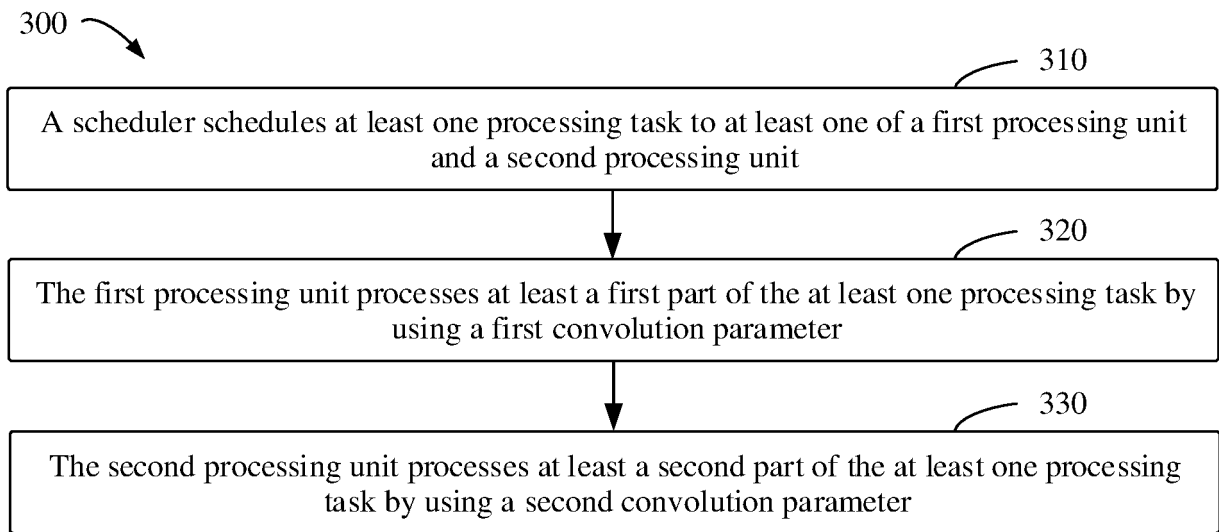 300
310
A scheduler schedules at least one processing task to at least one of a first processing unit
and a second processing unit
320
The first processing unit processes at least a first part of the at least one processing task by
using a first convolution parameter
330
The second processing unit processes at least a second part of the at least one processing
task by using a second convolution parameter